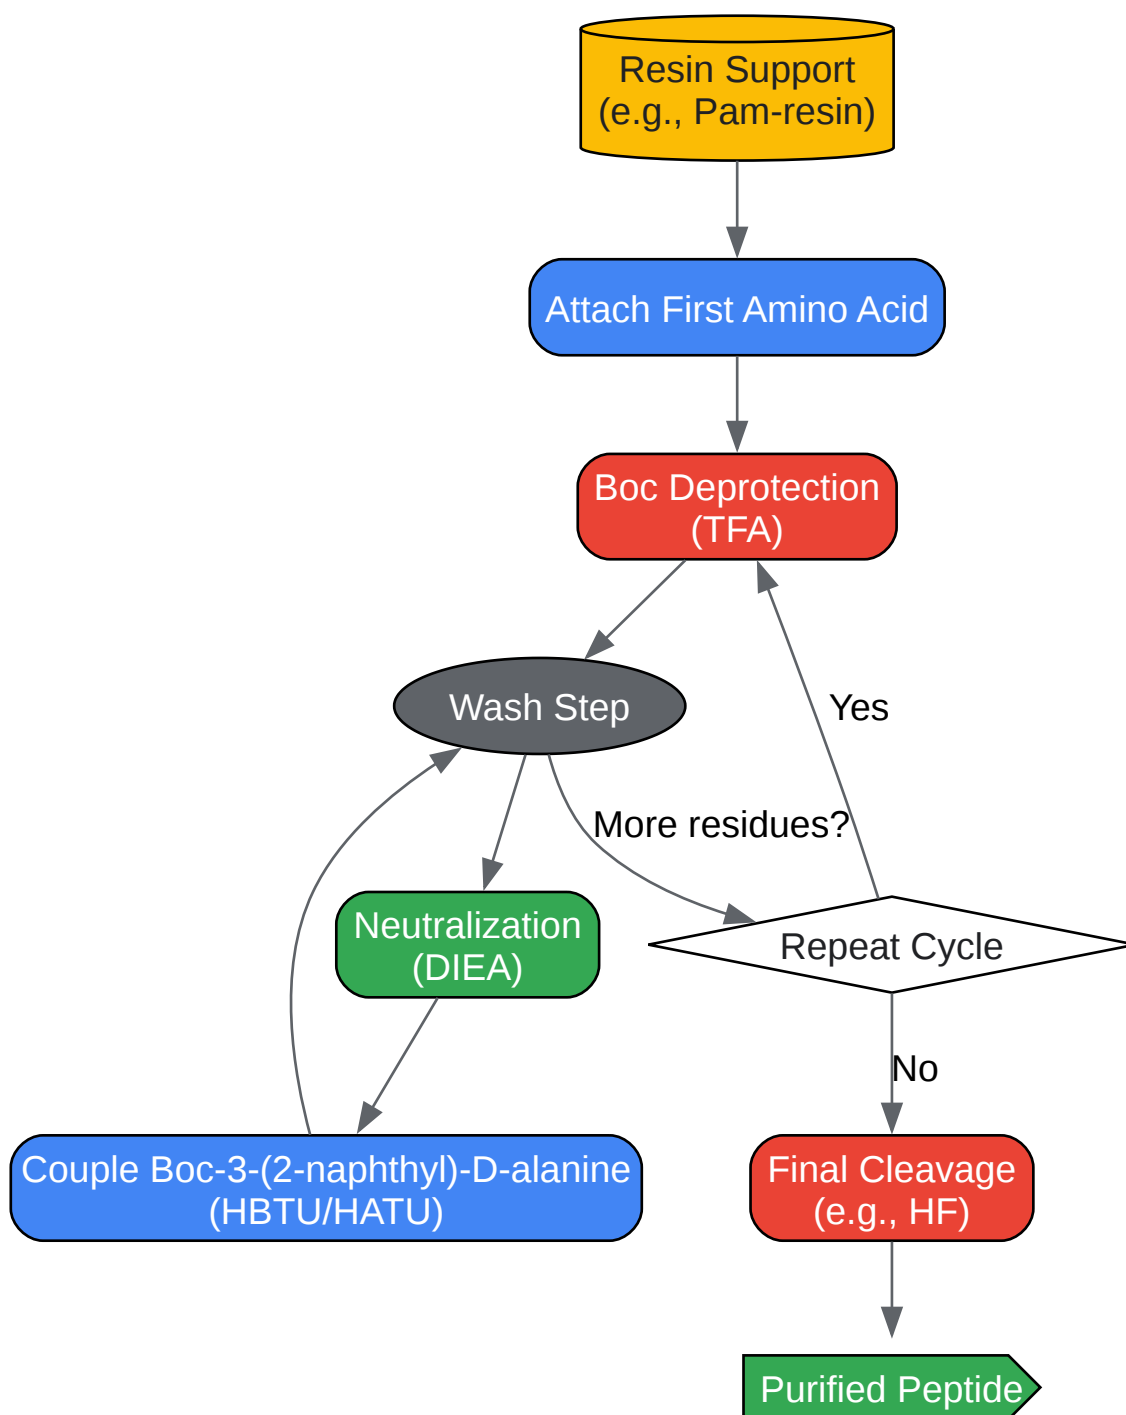 Resin Support
(e.g., Pam-resin)
Attach First Amino Acid
Boc Deprotection
(TFA)
Wash Step
Yes
More residues?
Neutralization
(DIEA)
Repeat Cycle
No
Couple Boc-3-(2-naphthyl)-D-alanine
(HBTU/HATU)
Final Cleavage
(e.g., HF)
Purified Peptide